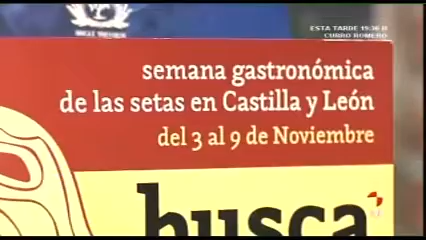 ESTA TARDE 19:30 H
CURRO ROMERO
semana gastronómica
de las setas en Castilla y León
del 3 al 9 de Noviembre
busca